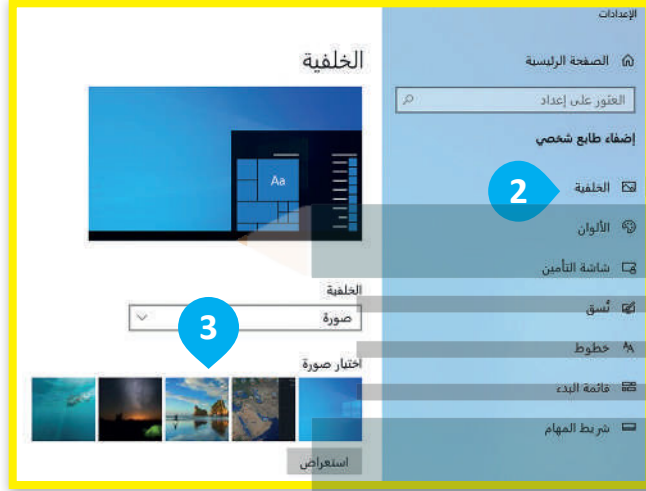 الإعدادات
الصفحة الرئيسية
العثور على إعداد
إضفاء طابع شخصي
الخلفية
2
الألوان
شاشة التأمين
نُسق
خطوط
قائمة البدء
شريط المهام
الخلفية
Aa
الخلفية
صورة
3
اختيار صورة
استعراض